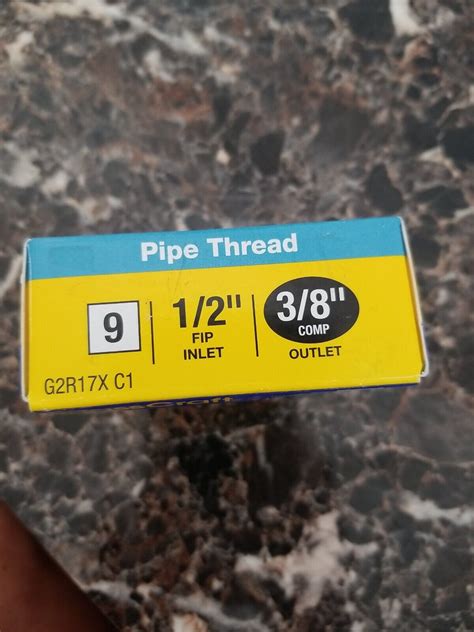 Pipe Thread
9
1/2"
FIP
INLET
3/8"
COMP
OUTLET
G2R17X C1